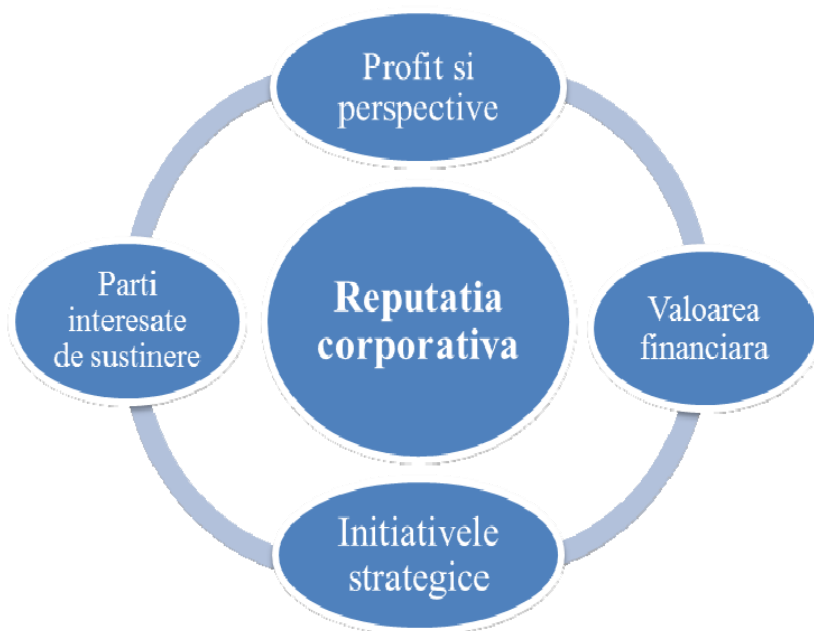 Profit si
perspective
Parti
interesate
de sustinere
Reputatia
corporativa
Valoarea
financiara
Initiativele
strategice